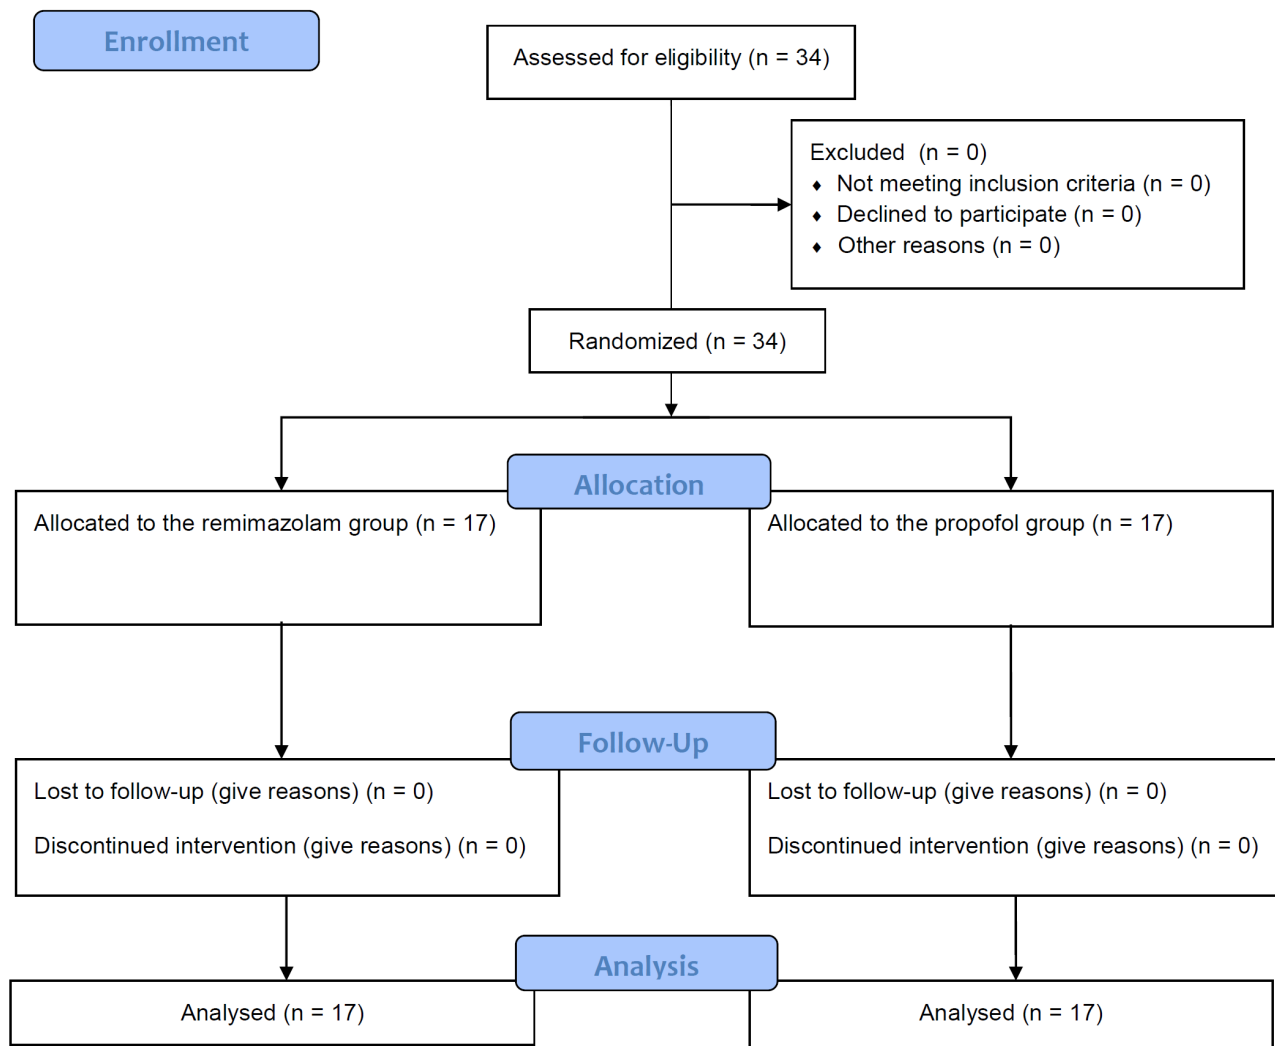 Enrollment
Assessed for eligibility (n = 34)
Excluded (n = 0)
♦ Not meeting inclusion criteria (n = 0)
♦ Declined to participate (n = 0)
♦ Other reasons (n = 0)
Randomized (n = 34)
Allocation
Allocated to the remimazolam group (n = 17)
Allocated to the propofol group (n = 17)
Follow-Up
Lost to follow-up (give reasons) (n = 0)
Discontinued intervention (give reasons) (n = 0)
Lost to follow-up (give reasons) (n = 0)
Discontinued intervention (give reasons) (n = 0)
Analysis
Analysed (n = 17)
Analysed (n = 17)